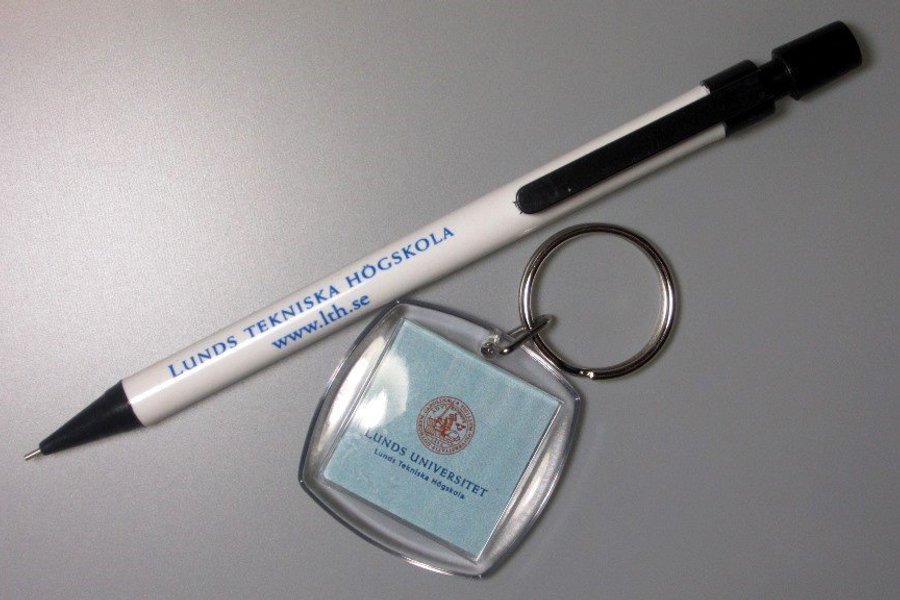 LUNDS TEKNISKA HÖGSKOLA
www.lth.se
LUNDS UNIVERSITET
Lunds Tekniska Högskola